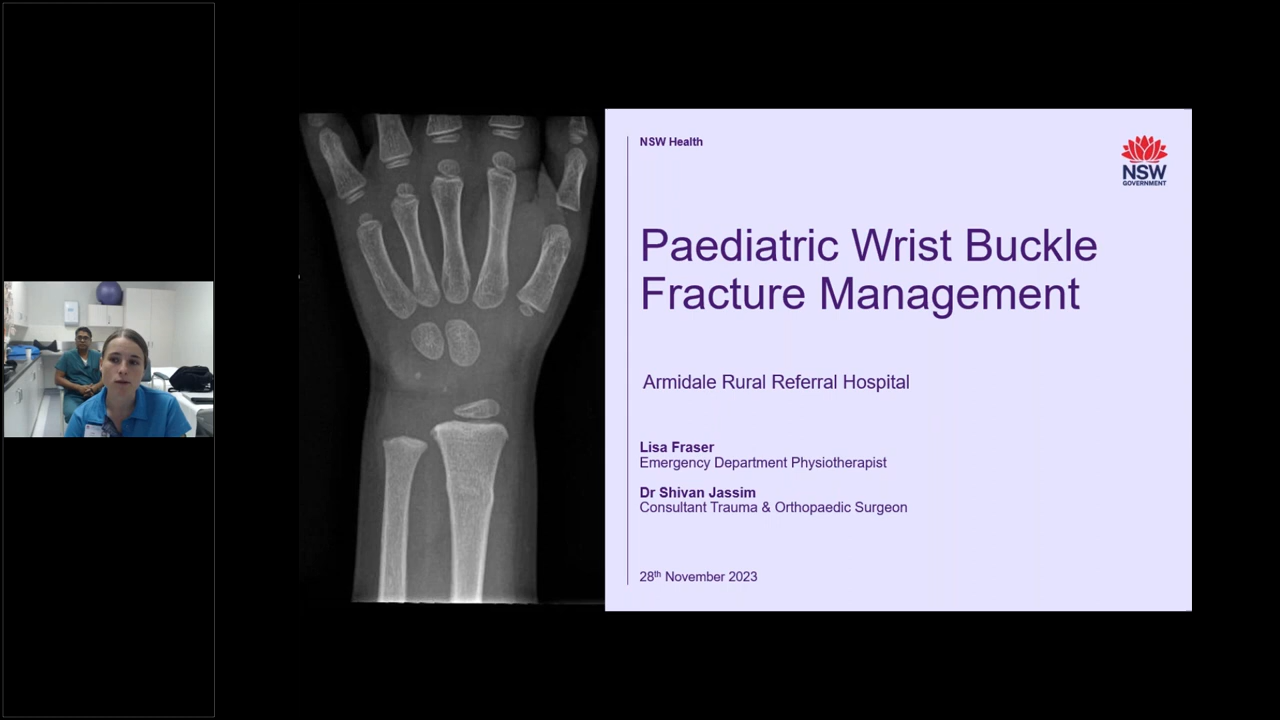 NSW Health
NSW
GOVERNMENT
Paediatric Wrist Buckle
Fracture Management
Armidale Rural Referral Hospital
Lisa Fraser
Emergency Department Physiotherapist
Dr Shivan Jassim
Consultant Trauma & Orthopaedic Surgeon
28th November 2023